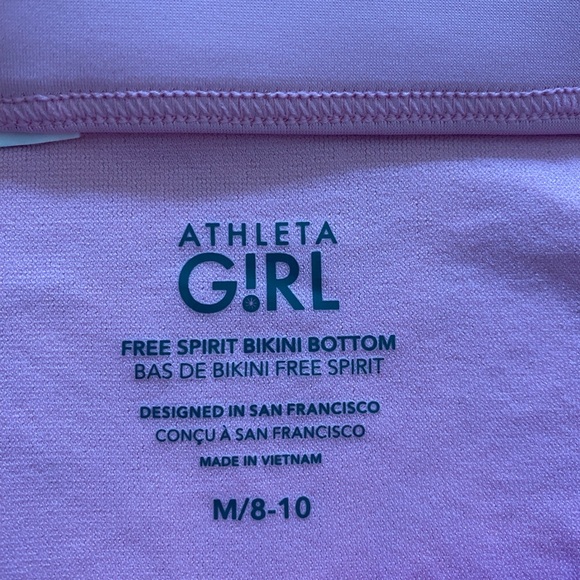 ATHLETA
G!RL
FREE SPIRIT BIKINI BOTTOM
BAS DE BIKINI FREE SPIRIT
DESIGNED IN SAN FRANCISCO
CONÇU À SAN FRANCISCO
MADE IN VIETNAM
M/8-10